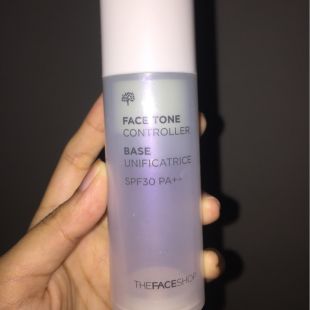 FACE TONE
CONTROLLER
BASE
UNIFICATRICE
SPF30 PA++
THEFACESHOP